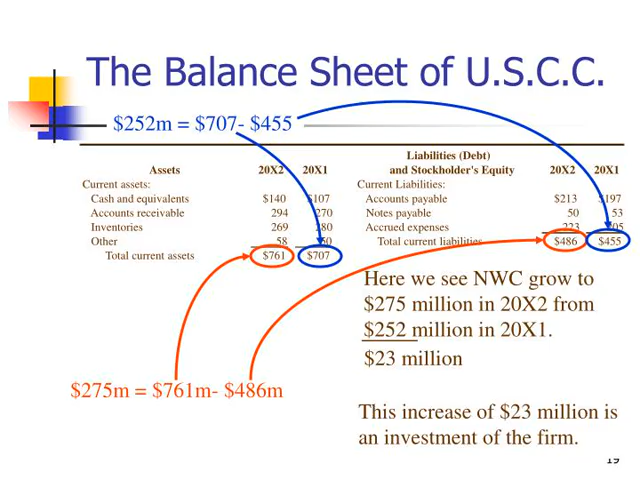 The Balance Sheet of U.S.C.C.
$252m = $707- $455
Liabilities (Debt)
Assets 20X2 20X1 and Stockholder's Equity 20X2 20X1
Current assets: Current Liabilities:
Cash and equivalents $140 $107 Accounts payable $213 $197
Accounts receivable 294 270 Notes payable 50 53
Inventories 269 280 Accrued expenses 223
Other 58 Total current liabilities $486 $455
Total current assets $761 $707
Here we see NWC grow to
$275 million in 20X2 from
$252 million in 20X1.
$23 million
$275m = $761m- $486m
This increase of $23 million is
an investment of the firm.
19